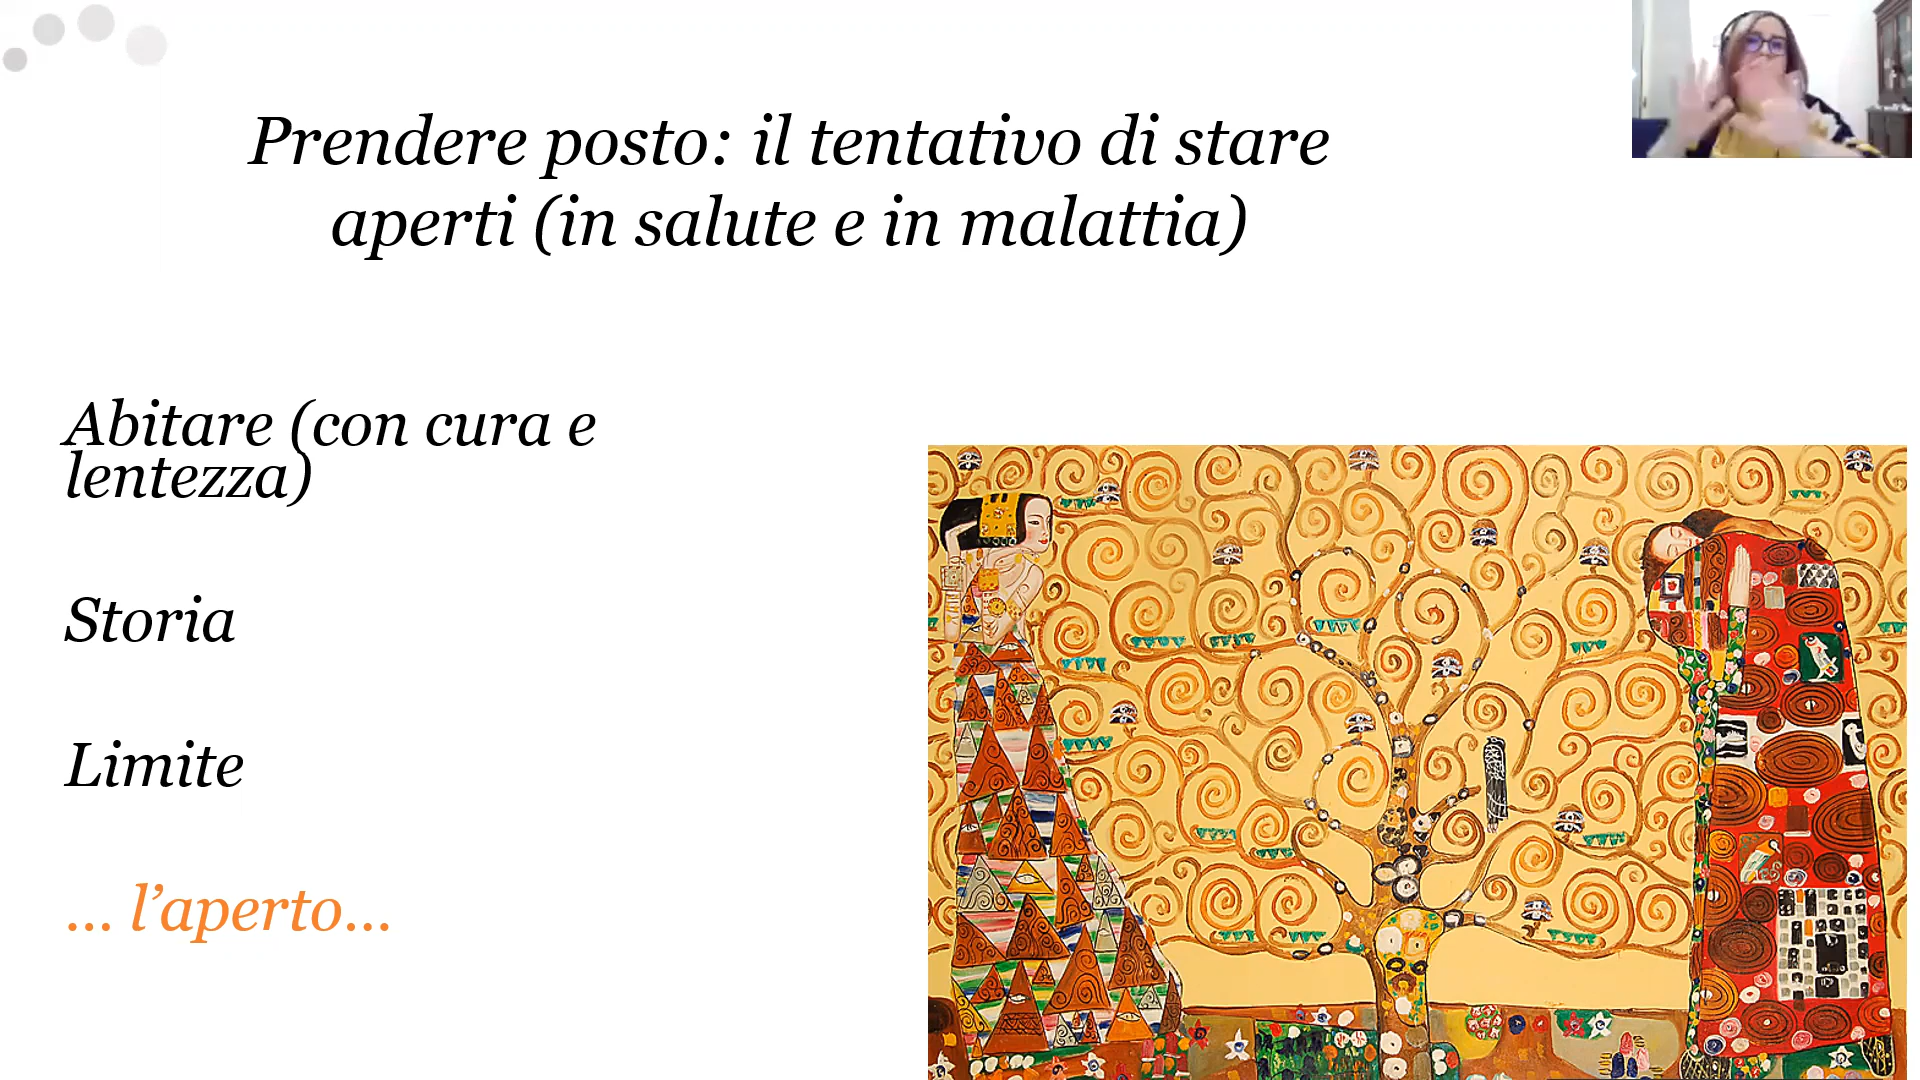 Prendere posto: il tentativo di stare
aperti (in salute e in malattia)
Abitare (con cura e
lentezza)
Storia
Limite
... l’aperto...